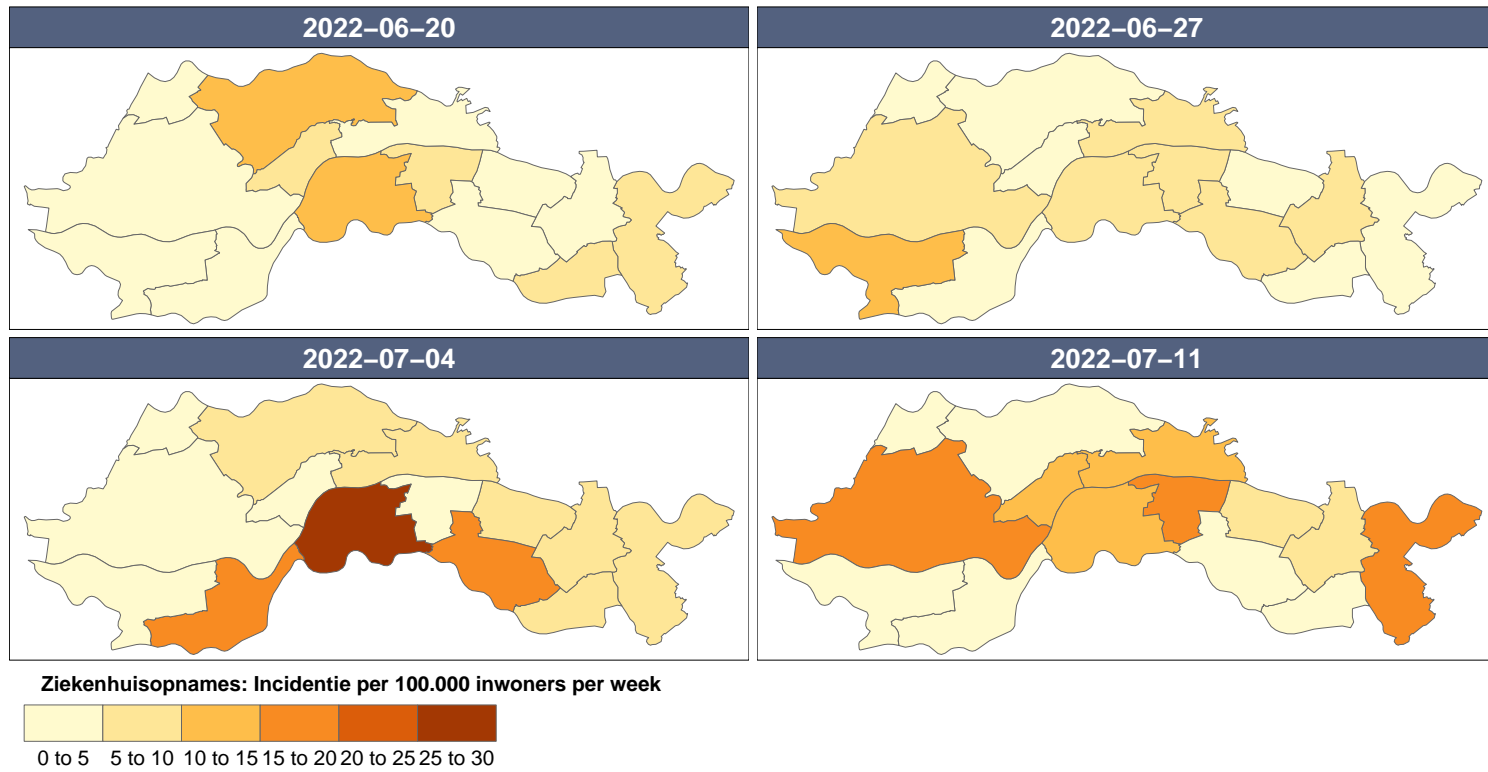 2022–06–20
2022–06–27
2022–07–04
2022–07–11
Ziekenhuisopnames: Incidentie per 100.000 inwoners per week
0 to 5 5 to 10 10 to 15 15 to 20 20 to 25 25 to 30